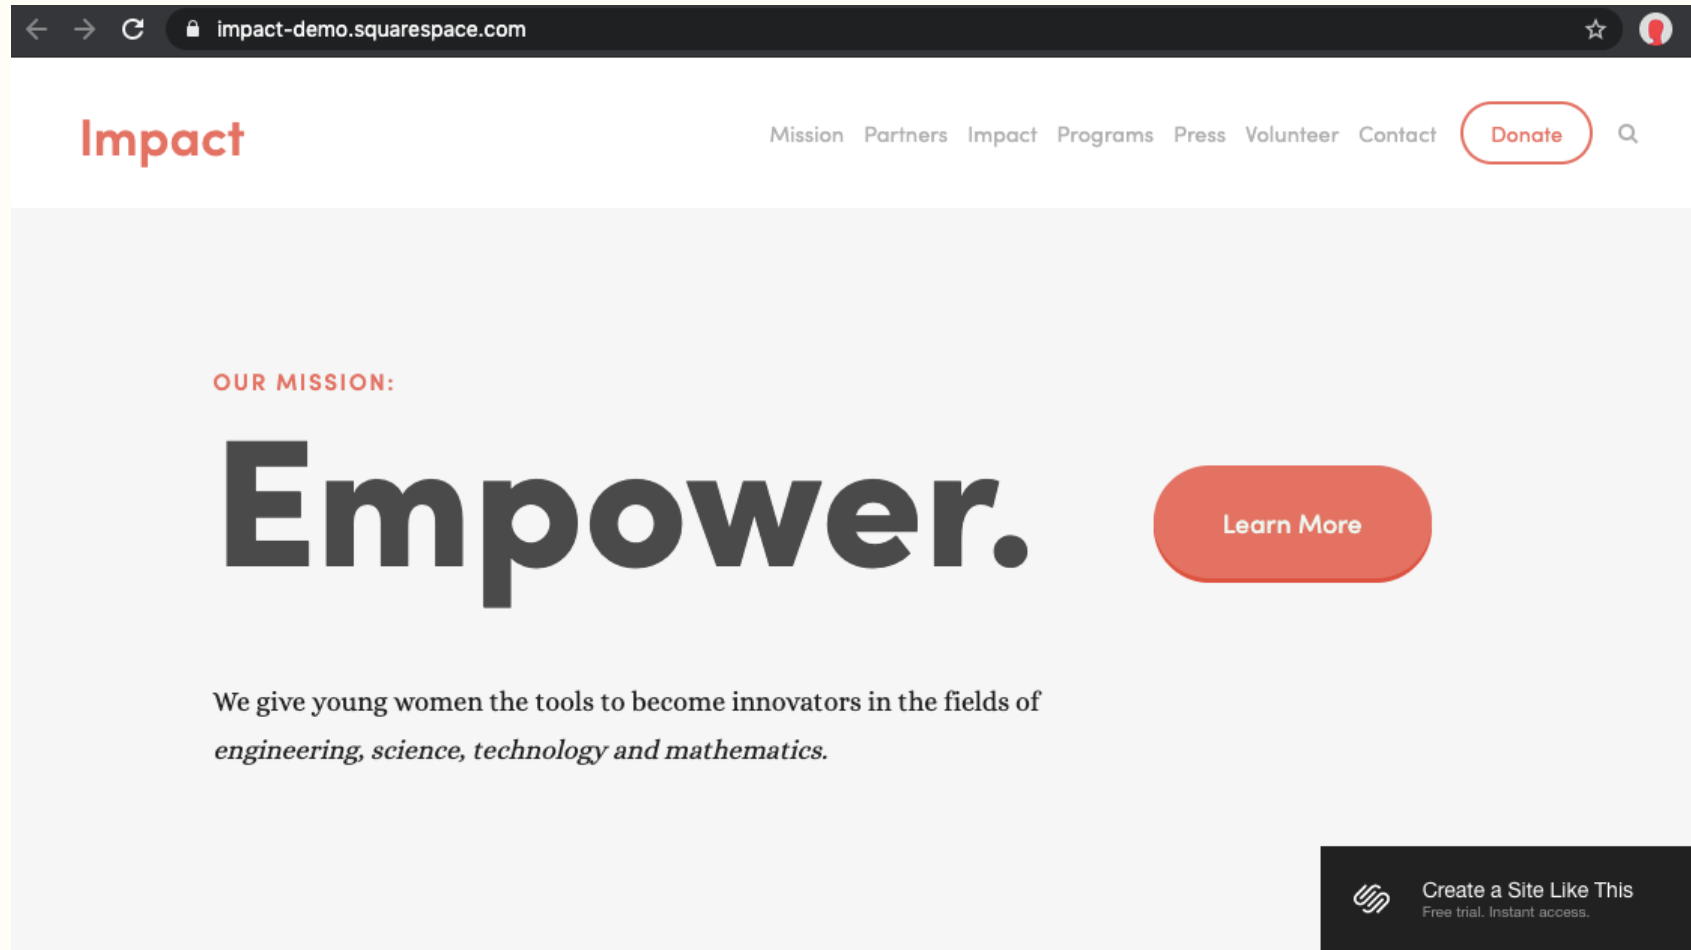 impact-demo.squarespace.com
Impact
Mission Partners Impact Programs Press Volunteer Contact Donate
OUR MISSION:
Empower.
Learn More
We give young women the tools to become innovators in the fields of
engineering, science, technology and mathematics.
Create a Site Like This
Free trial. Instant access.